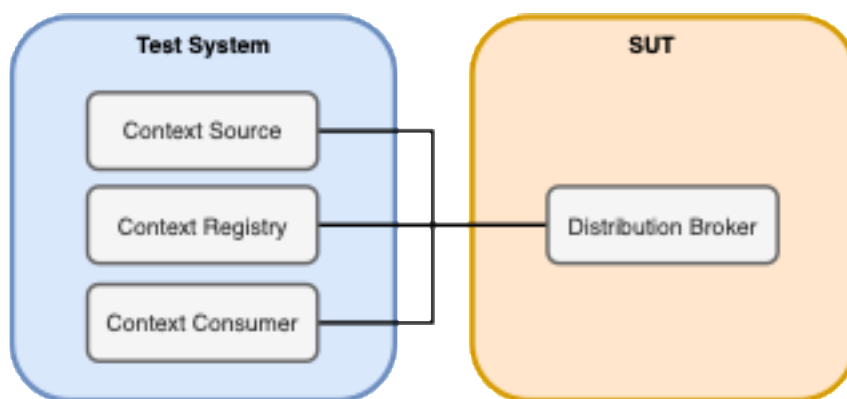 Test System
Context Source
Context Registry
Context Consumer
SUT
Distribution Broker